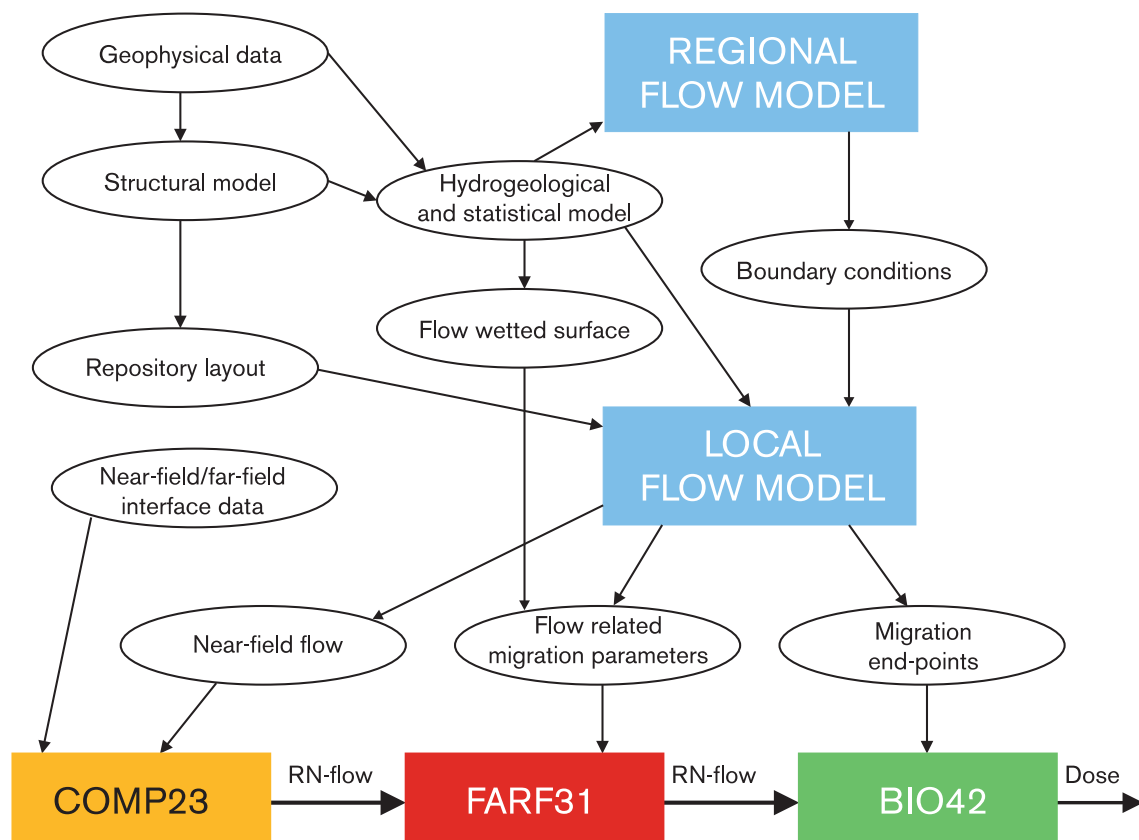 Geophysical data
REGIONAL
FLOW MODEL
Structural model
Hydrogeological
and statistical model
Boundary conditions
Flow wetted surface
Repository layout
LOCAL
FLOW MODEL
Near-field/far-field
interface data
Near-field flow
Flow related
migration parameters
Migration
end-points
COMP23
RN-flow
FARF31
RN-flow
BIO42
Dose